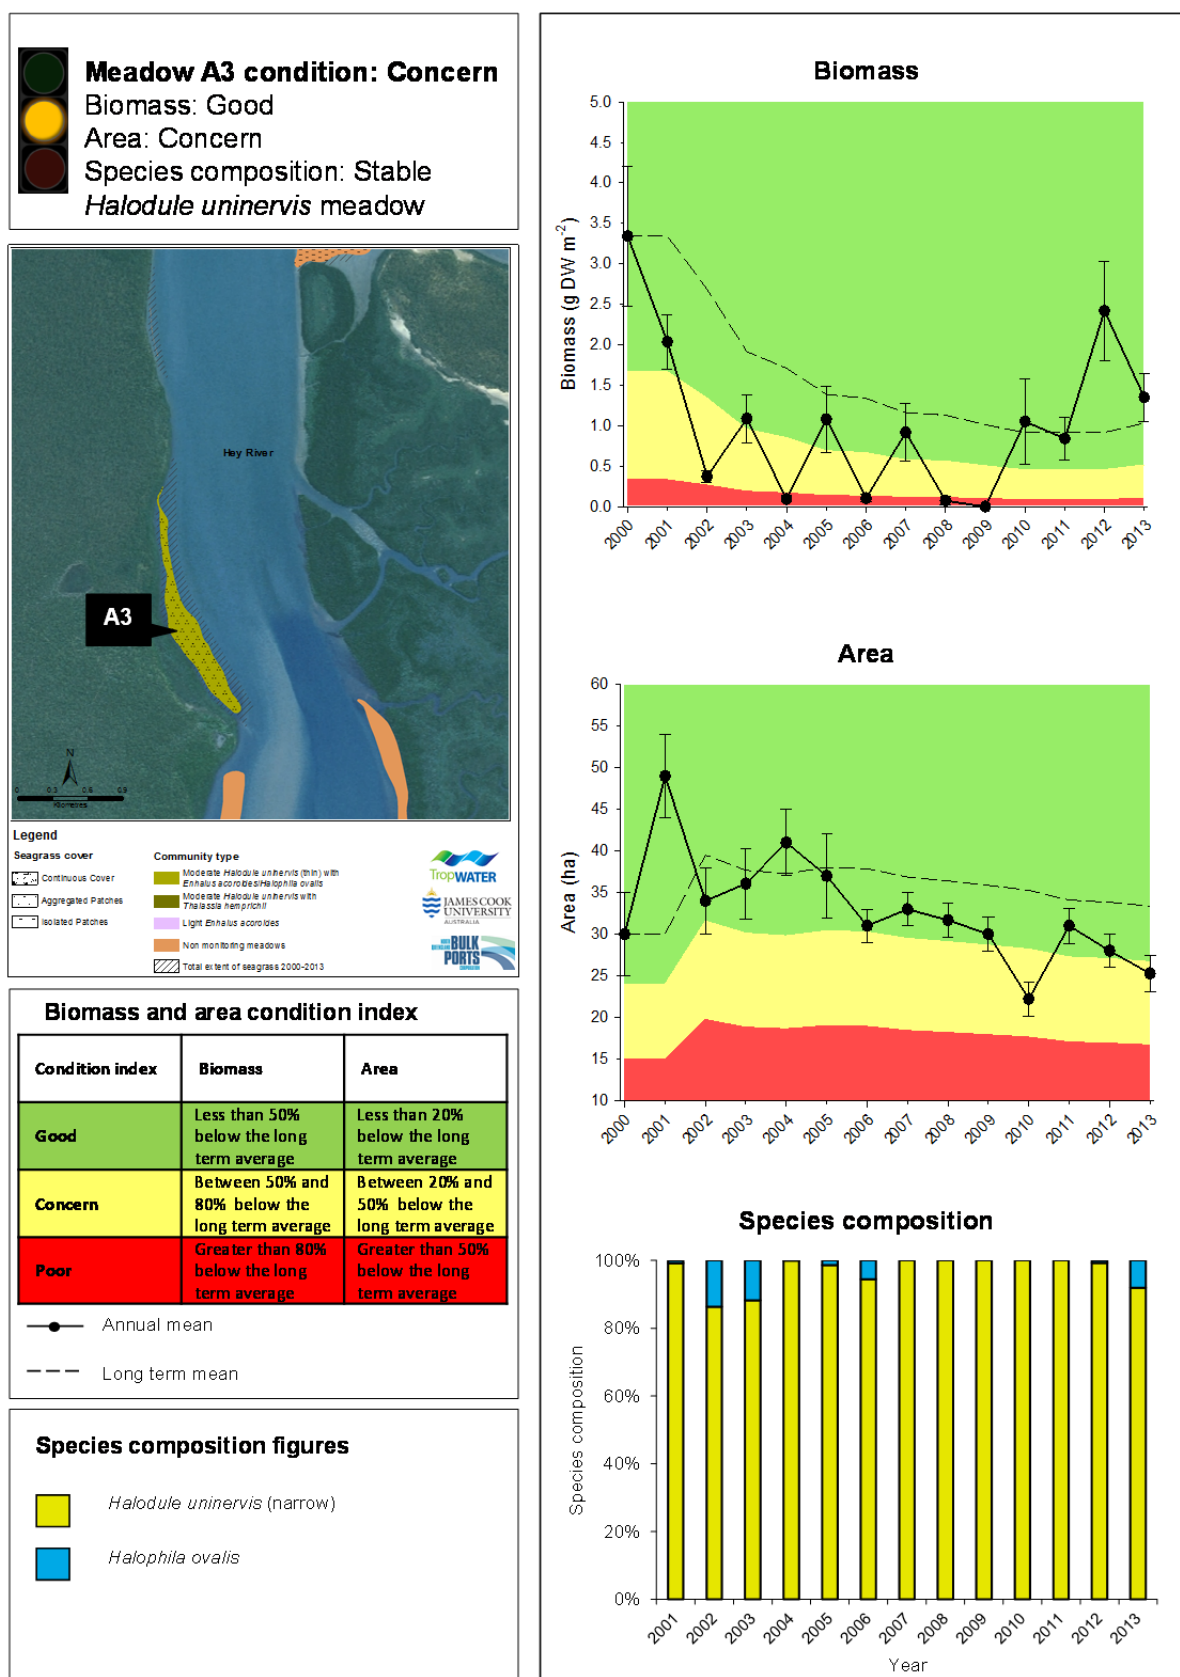 Meadow A3 condition: Concern
Biomass: Good
Area: Concern
Species composition: Stable
Halodule uninervis meadow
Hey River
A3
N
0 0.3 0.6 0.9
Kilometres
Legend
Seagrass cover
Continuous Cover
Aggregated Patches
Isolated Patches
Community type
Moderate Halodule uninervis (thin) with
Enhalus acoroides/Halophila ovalis
Moderate Halodule uninervis with
Thalassia hemprichii
Light Enhalus acoroides
Non monitoring meadows
Total extent of seagrass 2000-2013
TropWATER
JAMES COOK
UNIVERSITY
AUSTRALIA
NORTH QUEENSLAND
BULK
PORTS
CORPORATION
Biomass and area condition index
Condition index Biomass Area
Good
Less than 50%
below the long
term average
Less than 20%
below the long
term average
Concern
Between 50% and
80% below the
long term average
Between 20% and
50% below the
long term average
Poor
Greater than 80%
below the long
term average
Greater than 50%
below the long
term average
Annual mean
Long term mean
Species composition figures
Halodule uninervis (narrow)
Halophila ovalis
Biomass
Biomass (g DW m-2)
5.0
4.5
4.0
3.5
3.0
2.5
2.0
1.5
1.0
0.5
0.0
2000 2001 2002 2003 2004 2005 2006 2007 2008 2009 2010 2011 2012 2013
Area
Area (ha)
60
55
50
45
40
35
30
25
20
15
10
2000 2001 2002 2003 2004 2005 2006 2007 2008 2009 2010 2011 2012 2013
Species composition
Species composition
100%
80%
60%
40%
20%
0%
2001 2002 2003 2004 2005 2006 2007 2008 2009 2010 2011 2012 2013
Year